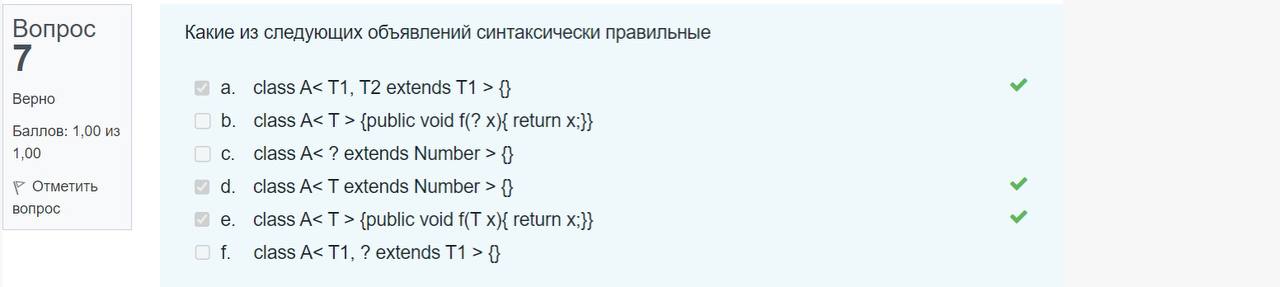 Вопрос
7
Верно
Баллов: 1,00 из
1,00
Отметить
вопрос
Какие из следующих объявлений синтаксически правильные
a. class A< T1, T2 extends T1 > {}
b. class A< T > {public void f(? x){ return x;}}
c. class A< ? extends Number > {}
d. class A< T extends Number > {}
e. class A< T > {public void f(T x){ return x;}}
f. class A< T1, ? extends T1 > {}